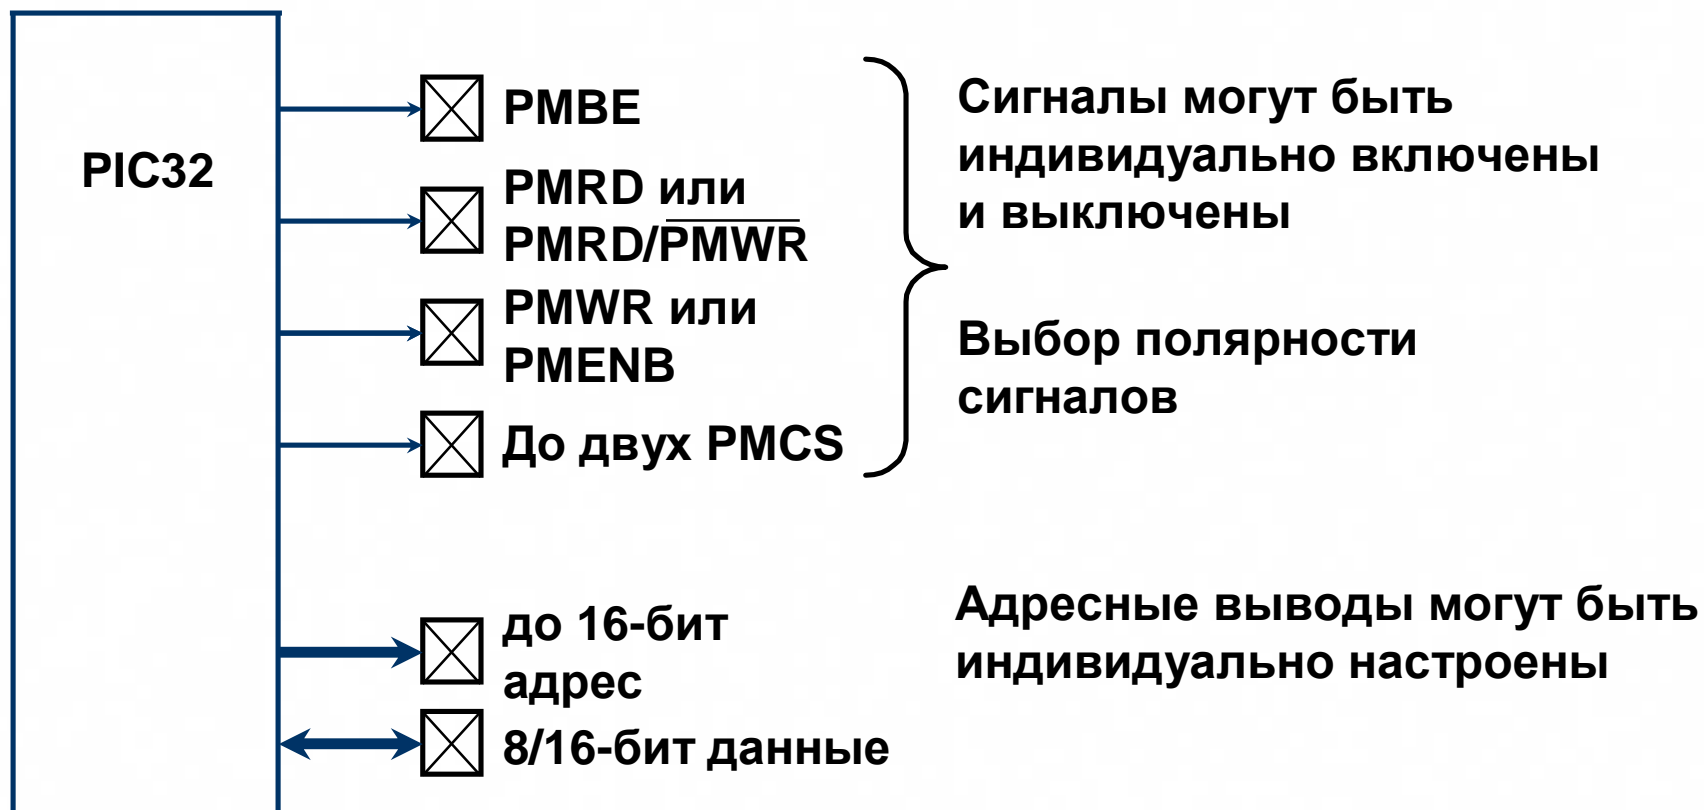 PIC32
PMBE
PMRD или
PMRD/P̅M̅W̅R̅
PMWR или
PMENB
До двух PMCS
Сигналы могут быть
индивидуально включены
и выключены
Выбор полярности
сигналов
до 16-бит
адрес
8/16-бит данные
Адресные выводы могут быть
индивидуально настроены